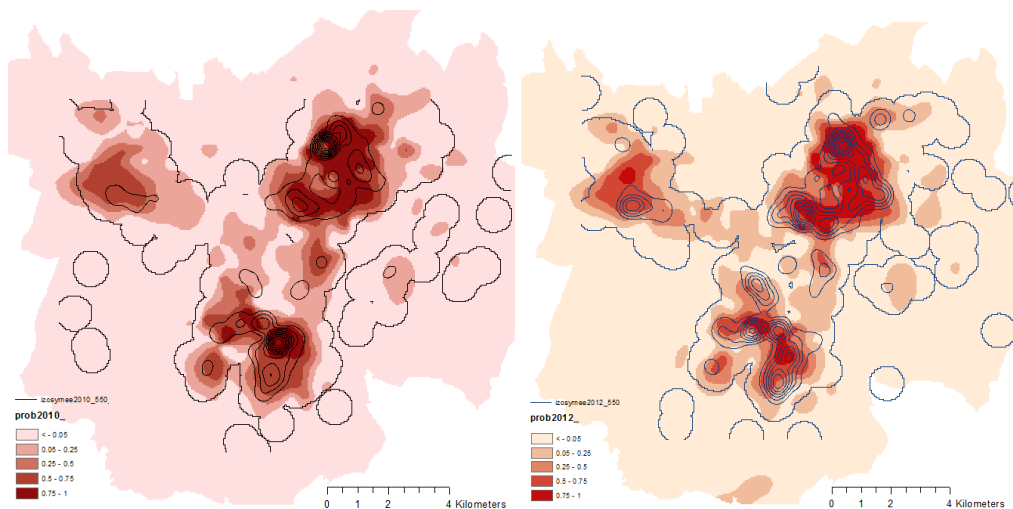 izosyrnee2010_550,
prob2010_
< - 0.05
0.05 - 0.25
0.25 - 0.5
0.5 - 0.75
0.75 - 1
0 1 2 4 Kilometers
izosyrnee2012_550
prob2012_
< - 0.05
0.05 - 0.25
0.25 - 0.5
0.5 - 0.75
0.75 - 1
0 1 2 4 Kilometers